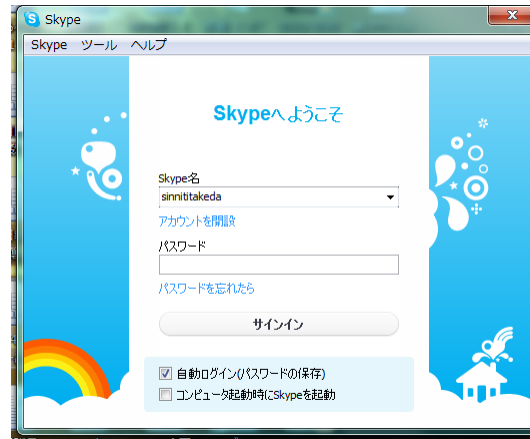 Skype
Skype ツール ヘルプ
Skypeへようこそ
Skype名
sinnititakeda
アカウントを開設
パスワード
パスワードを忘れたら
サインイン
自動ログイン(パスワードの保存)
コンピュータ起動時にSkypeを起動